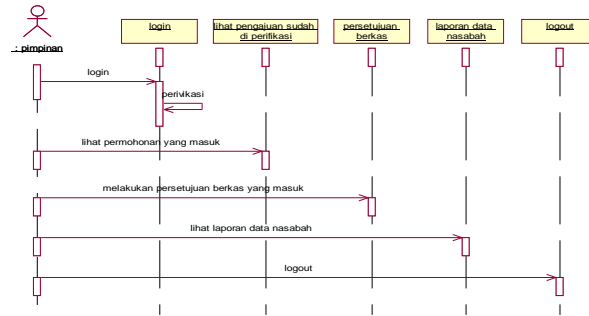 : pimpinan
login
lihat pengajuan sudah
di perifikasi
persetujuan
berkas
laporan data
nasabah
logout
login
perivikasi
lihat permohonan yang masuk
melakukan persetujuan berkas yang masuk
lihat laporan data nasabah
logout